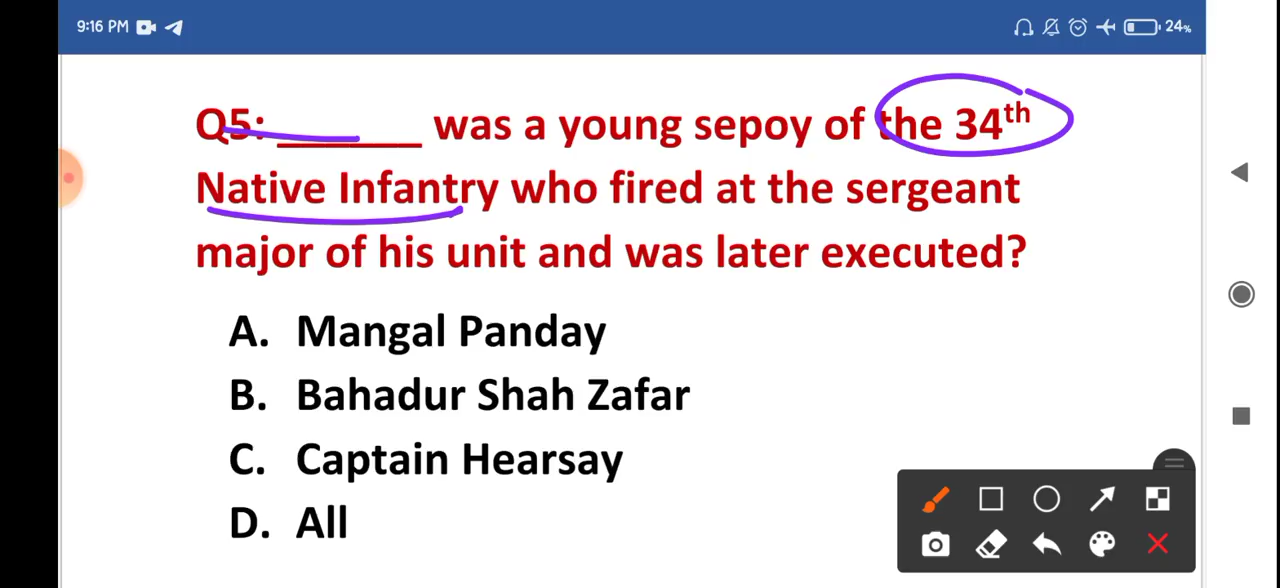 9:16 PM 24%
Q5: ______ was a young sepoy of the 34th
Native Infantry who fired at the sergeant
major of his unit and was later executed?
A. Mangal Panday
B. Bahadur Shah Zafar
C. Captain Hearsay
D. All